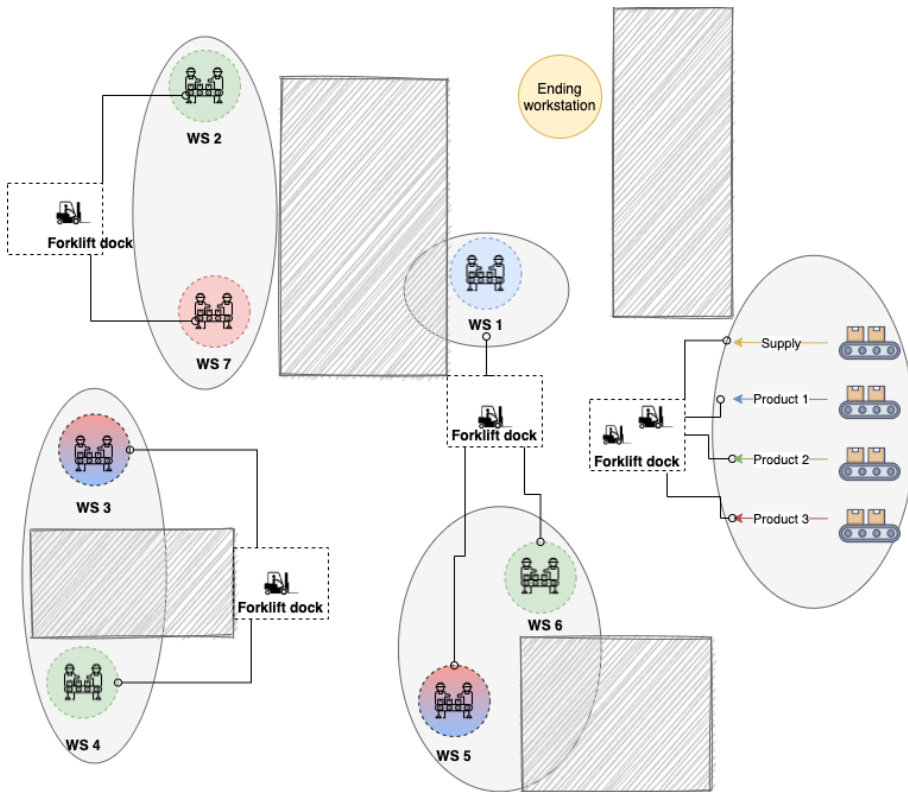 Ending
workstation
WS 2
Forklift dock
WS 7
WS 1
Supply
Product 1
Forklift dock
Forklift dock
Product 2
Product 3
WS 3
Forklift dock
WS 6
WS 4
WS 5